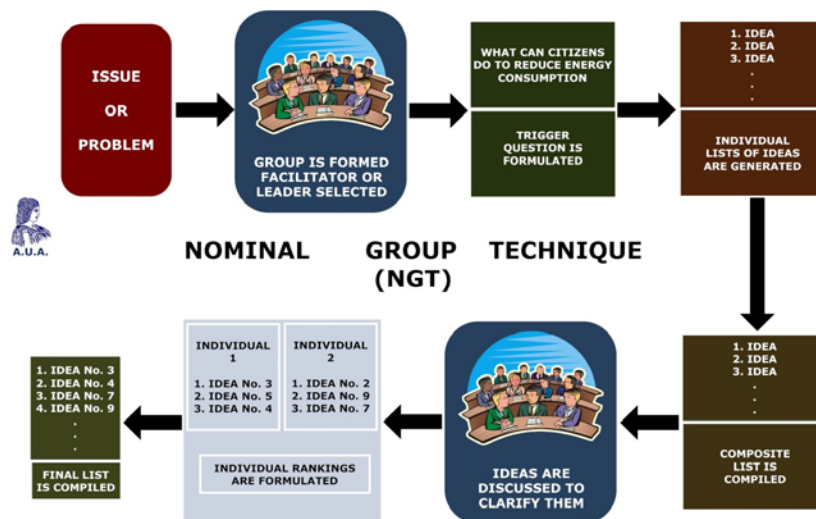 ISSUE
OR
PROBLEM
GROUP IS FORMED
FACILITATOR OR
LEADER SELECTED
WHAT CAN CITIZENS
DO TO REDUCE ENERGY
CONSUMPTION
TRIGGER
QUESTION IS
FORMULATED
1. IDEA
2. IDEA
3. IDEA
.
.
.
INDIVIDUAL
LISTS OF IDEAS
ARE GENERATED
A.U.A.
NOMINAL GROUP TECHNIQUE
(NGT)
1. IDEA
2. IDEA
3. IDEA
.
.
.
COMPOSITE
LIST IS
COMPILED
IDEAS ARE
DISCUSSED TO
CLARIFY THEM
INDIVIDUAL
1
1. IDEA No. 3
2. IDEA No. 5
3. IDEA No. 4
INDIVIDUAL
2
1. IDEA No. 2
2. IDEA No. 9
3. IDEA No. 7
INDIVIDUAL RANKINGS
ARE FORMULATED
1. IDEA No. 3
2. IDEA No. 4
3. IDEA No. 7
4. IDEA No. 9
.
.
.
FINAL LIST
IS COMPILED